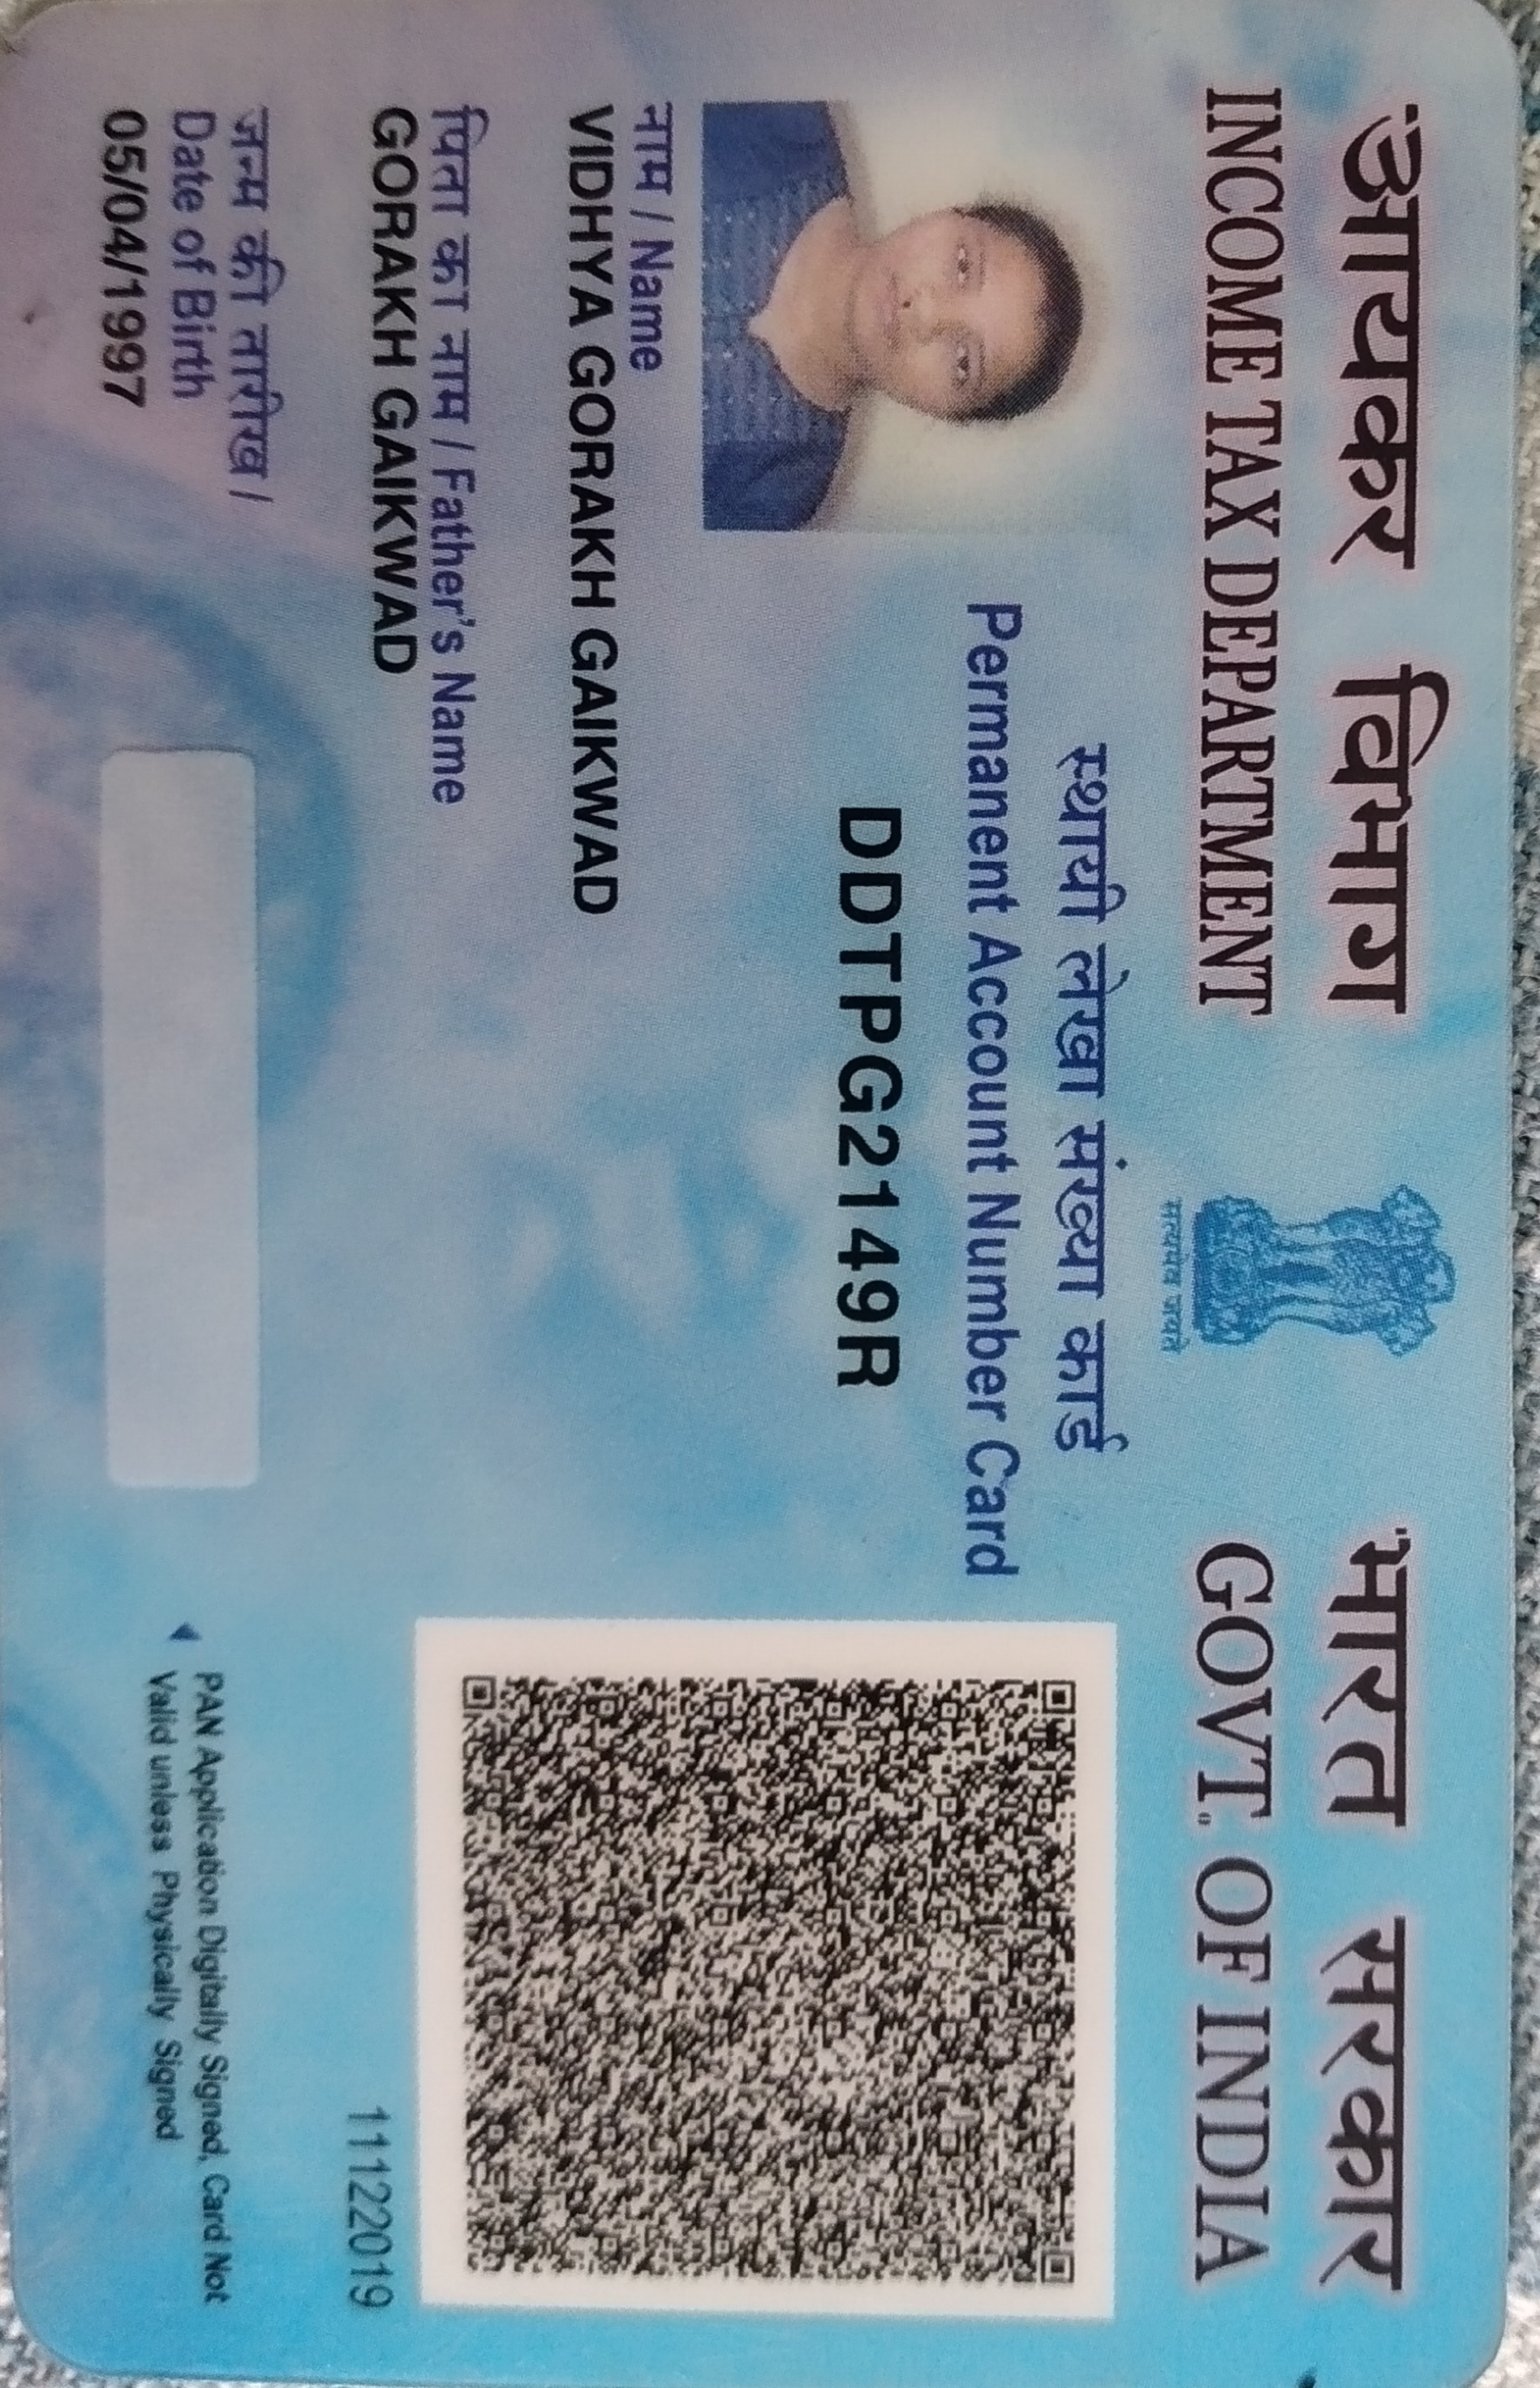 आयकर विभाग
INCOME TAX DEPARTMENT
सत्यमेव जयते
भारत सरकार
GOVT. OF INDIA
स्थायी लेखा संख्या कार्ड
Permanent Account Number Card
DDTPG2149R
नाम / Name
VIDHYA GORAKH GAIKWAD
पिता का नाम / Father's Name
GORAKH GAIKWAD
जन्म की तारीख /
Date of Birth
05/04/1997
11122019
PAN Application Digitally Signed, Card Not
Valid unless Physically Signed